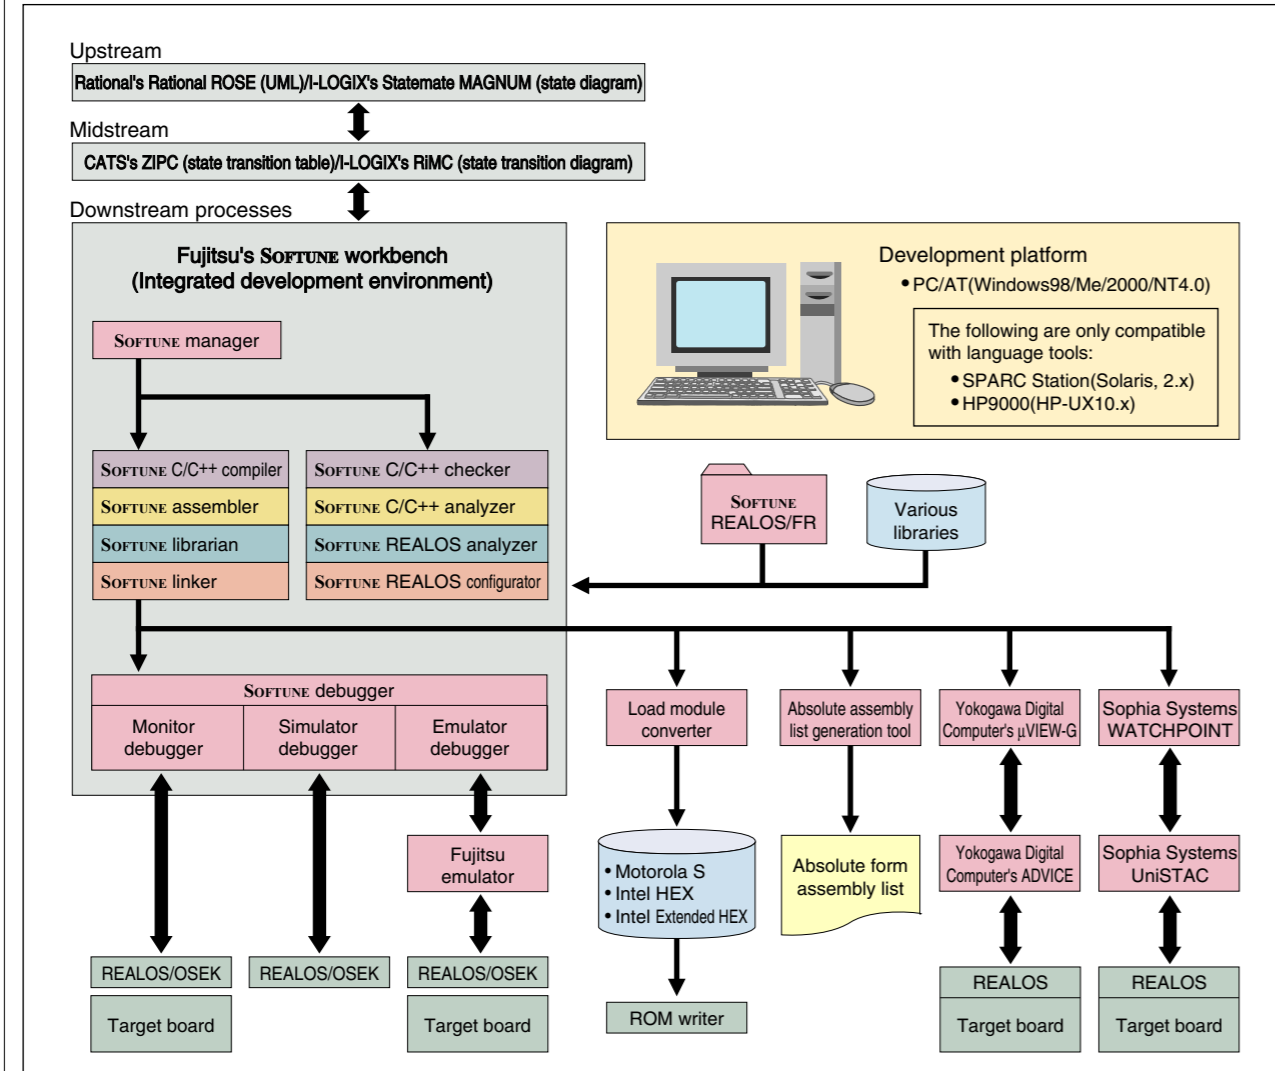 Upstream
Rational's Rational ROSE (UML)/I-LOGIX's Statemate MAGNUM (state diagram)
Midstream
CATS's ZIPC (state transition table)/I-LOGIX's RiMC (state transition diagram)
Downstream processes
Fujitsu's SOFTUNE workbench
(Integrated development environment)
SOFTUNE manager
SOFTUNE C/C++ compiler
SOFTUNE assembler
SOFTUNE librarian
SOFTUNE linker
SOFTUNE C/C++ checker
SOFTUNE C/C++ analyzer
SOFTUNE REALOS analyzer
SOFTUNE REALOS configurator
Development platform
• PC/AT(Windows98/Me/2000/NT4.0)
The following are only compatible
with language tools:
• SPARC Station(Solaris, 2.x)
• HP9000(HP-UX10.x)
SOFTUNE
REALOS/FR
Various
libraries
SOFTUNE debugger
Monitor
debugger
Simulator
debugger
Emulator
debugger
Load module
converter
Absolute assembly
list generation tool
Yokogawa Digital
Computer's µVIEW-G
Sophia Systems
WATCHPOINT
Fujitsu
emulator
• Motorola S
• Intel HEX
• Intel Extended HEX
Absolute form
assembly list
Yokogawa Digital
Computer's ADVICE
Sophia Systems
UniSTAC
REALOS/OSEK
Target board
REALOS/OSEK
REALOS/OSEK
Target board
ROM writer
REALOS
Target board
REALOS
Target board